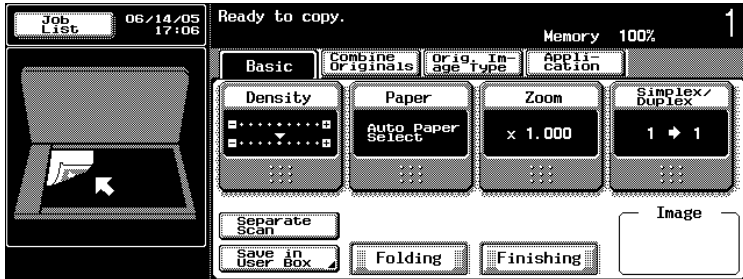 Job
List
06/14/05
17:06
Ready to copy.
Memory 100%
1
Basic
Combine
Originals
Orig. Im-
age Type
Appli-
cation
Density
Paper
Auto Paper
Select
Zoom
x 1.000
Simplex/
Duplex
1 ➔ 1
Separate
Scan
Save in
User Box
Folding
Finishing
Image